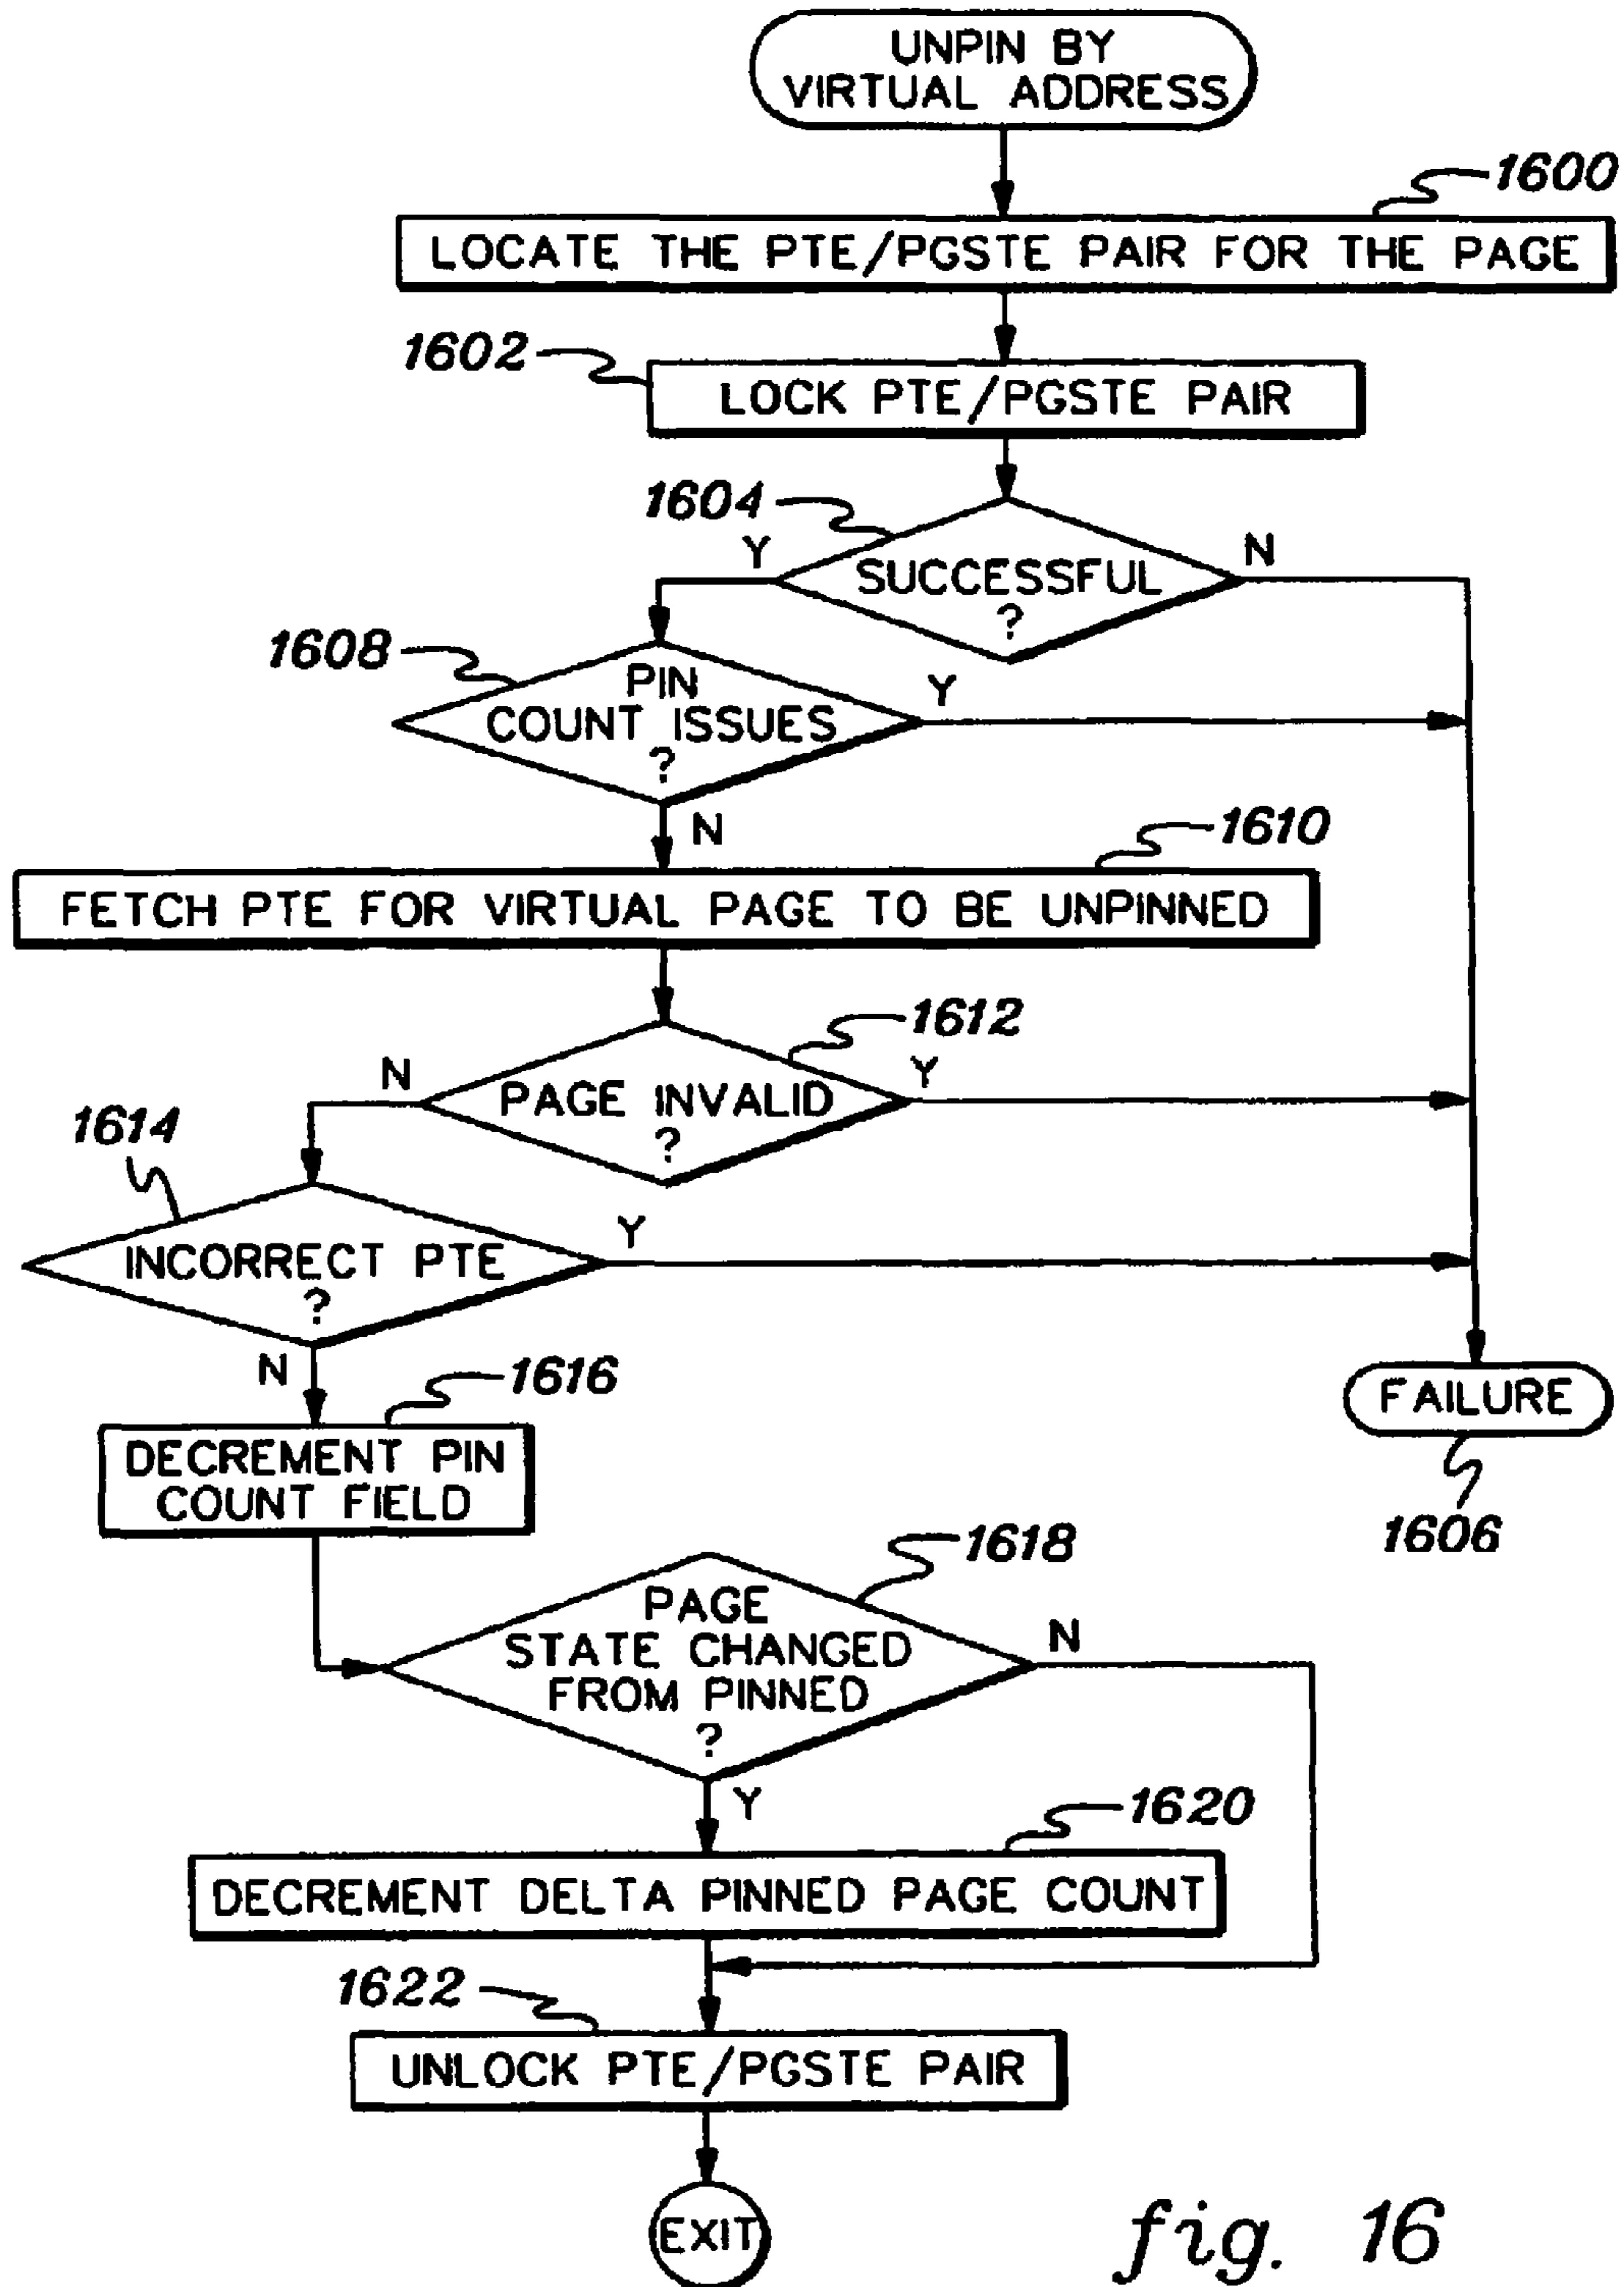 UNPIN BY
VIRTUAL ADDRESS
1600
LOCATE THE PTE/PGSTE PAIR FOR THE PAGE
1602
LOCK PTE/PGSTE PAIR
1604
Y
N
SUCCESSFUL
?
1608
PIN
COUNT ISSUES
?
Y
N
1610
FETCH PTE FOR VIRTUAL PAGE TO BE UNPINNED
1612
N
Y
PAGE INVALID
?
1614
INCORRECT PTE
?
Y
N
1616
DECREMENT PIN
COUNT FIELD
FAILURE
1606
1618
PAGE
STATE CHANGED
FROM PINNED
?
N
Y
1620
DECREMENT DELTA PINNED PAGE COUNT
1622
UNLOCK PTE/PGSTE PAIR
EXIT
fig. 16